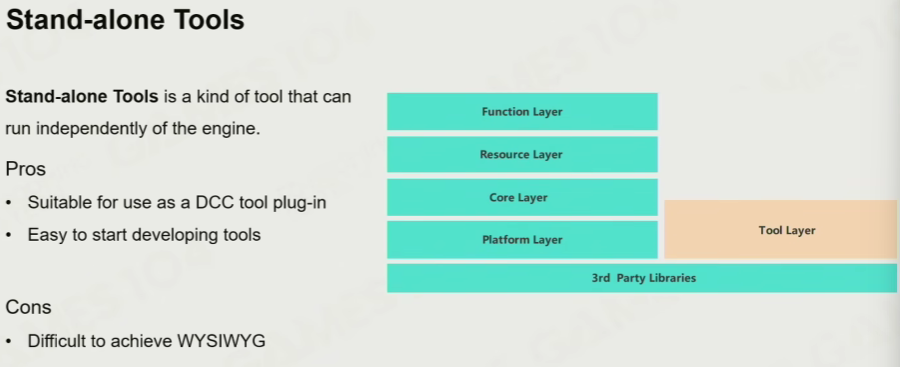 Stand-alone Tools
Stand-alone Tools is a kind of tool that can
run independently of the engine.
Pros
• Suitable for use as a DCC tool plug-in
• Easy to start developing tools
Cons
• Difficult to achieve WYSIWYG
Function Layer
Resource Layer
Core Layer
Platform Layer
Tool Layer
3rd Party Libraries